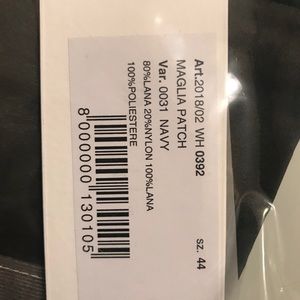 Art.2018/02 WH 0392 sz. 44
MAGLIA PATCH
Var. 0031 NAVY
80%LANA 20%NYLON 100%LANA
100%POLIESTERE
8 000000 130105